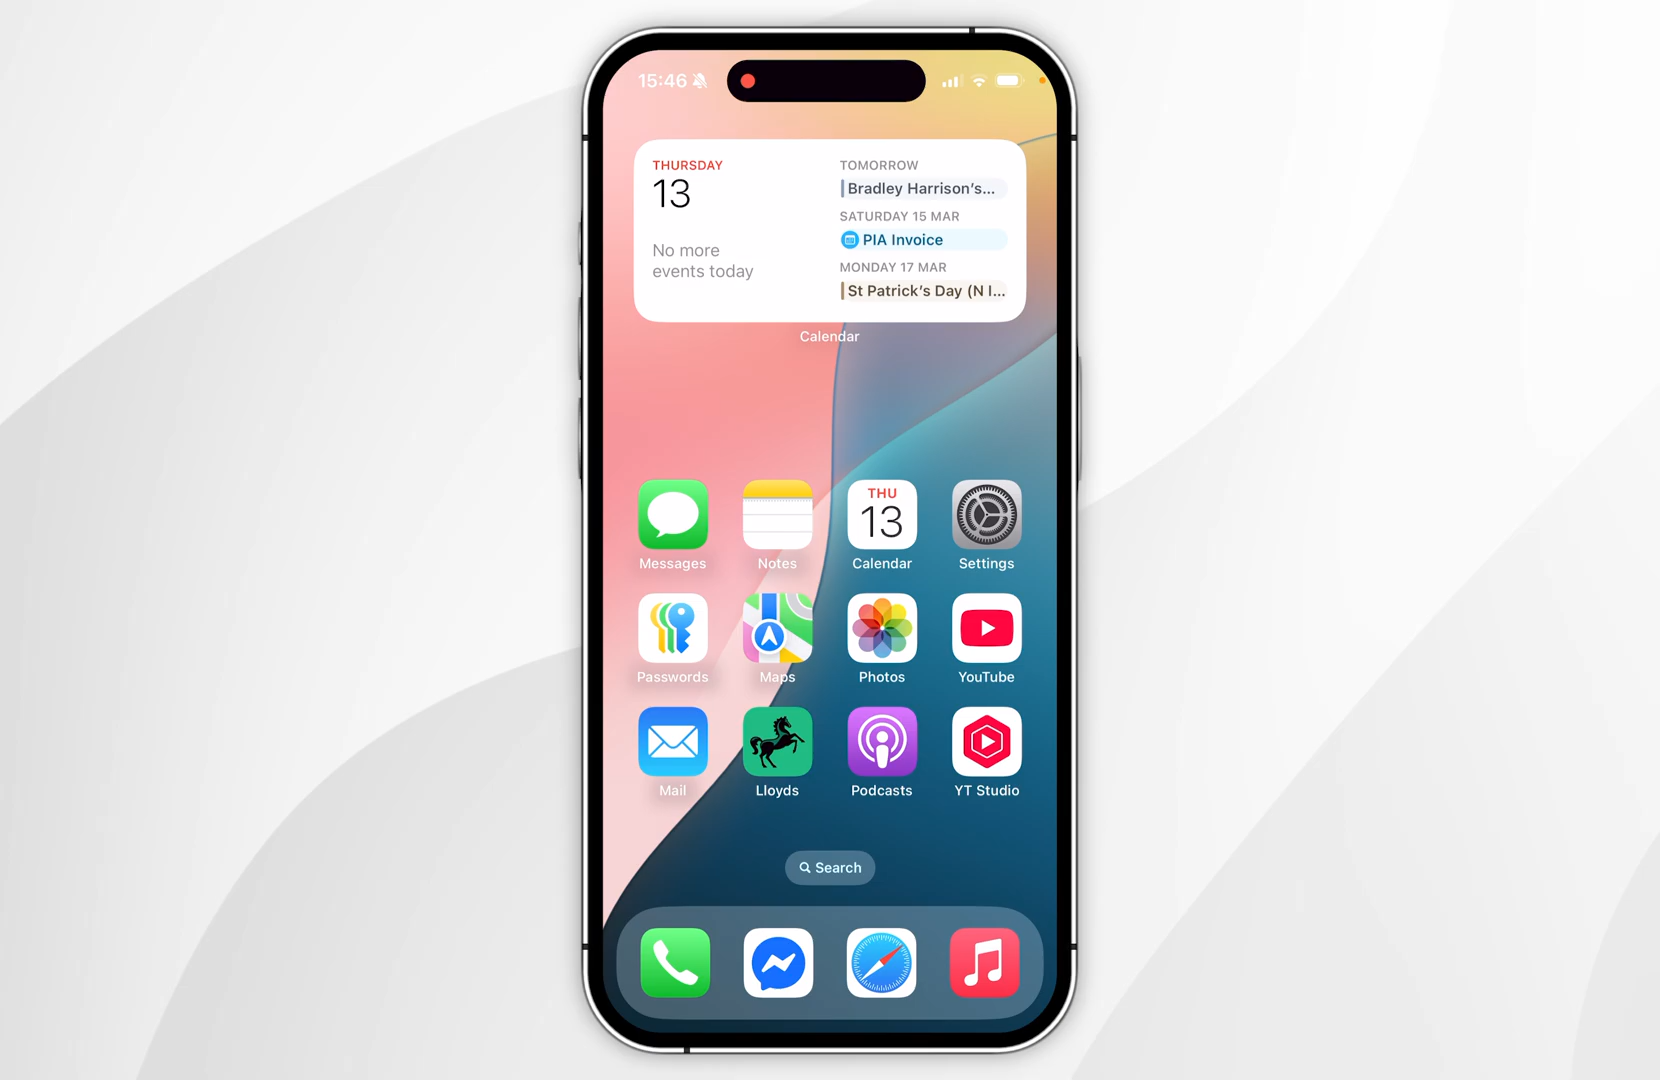 15:46
THURSDAY
13
No more
events today
TOMORROW
Bradley Harrison's...
SATURDAY 15 MAR
PIA Invoice
MONDAY 17 MAR
St Patrick's Day (N I...
Calendar
THU
13
Messages
Notes
Calendar
Settings
Passwords
Maps
Photos
YouTube
Mail
Lloyds
Podcasts
YT Studio
Search